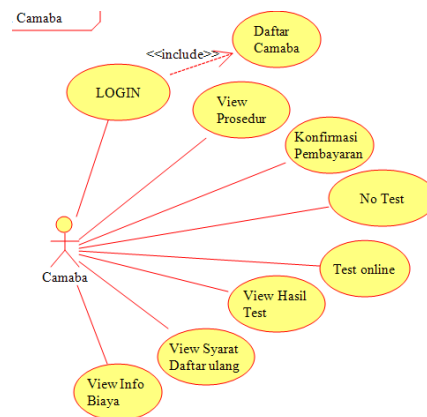 Camaba
<<include>>
Daftar
Camaba
LOGIN
View
Prosedur
Konfirmasi
Pembayaran
No Test
Camaba
Test online
View Hasil
Test
View Syarat
Daftar ulang
View Info
Biaya